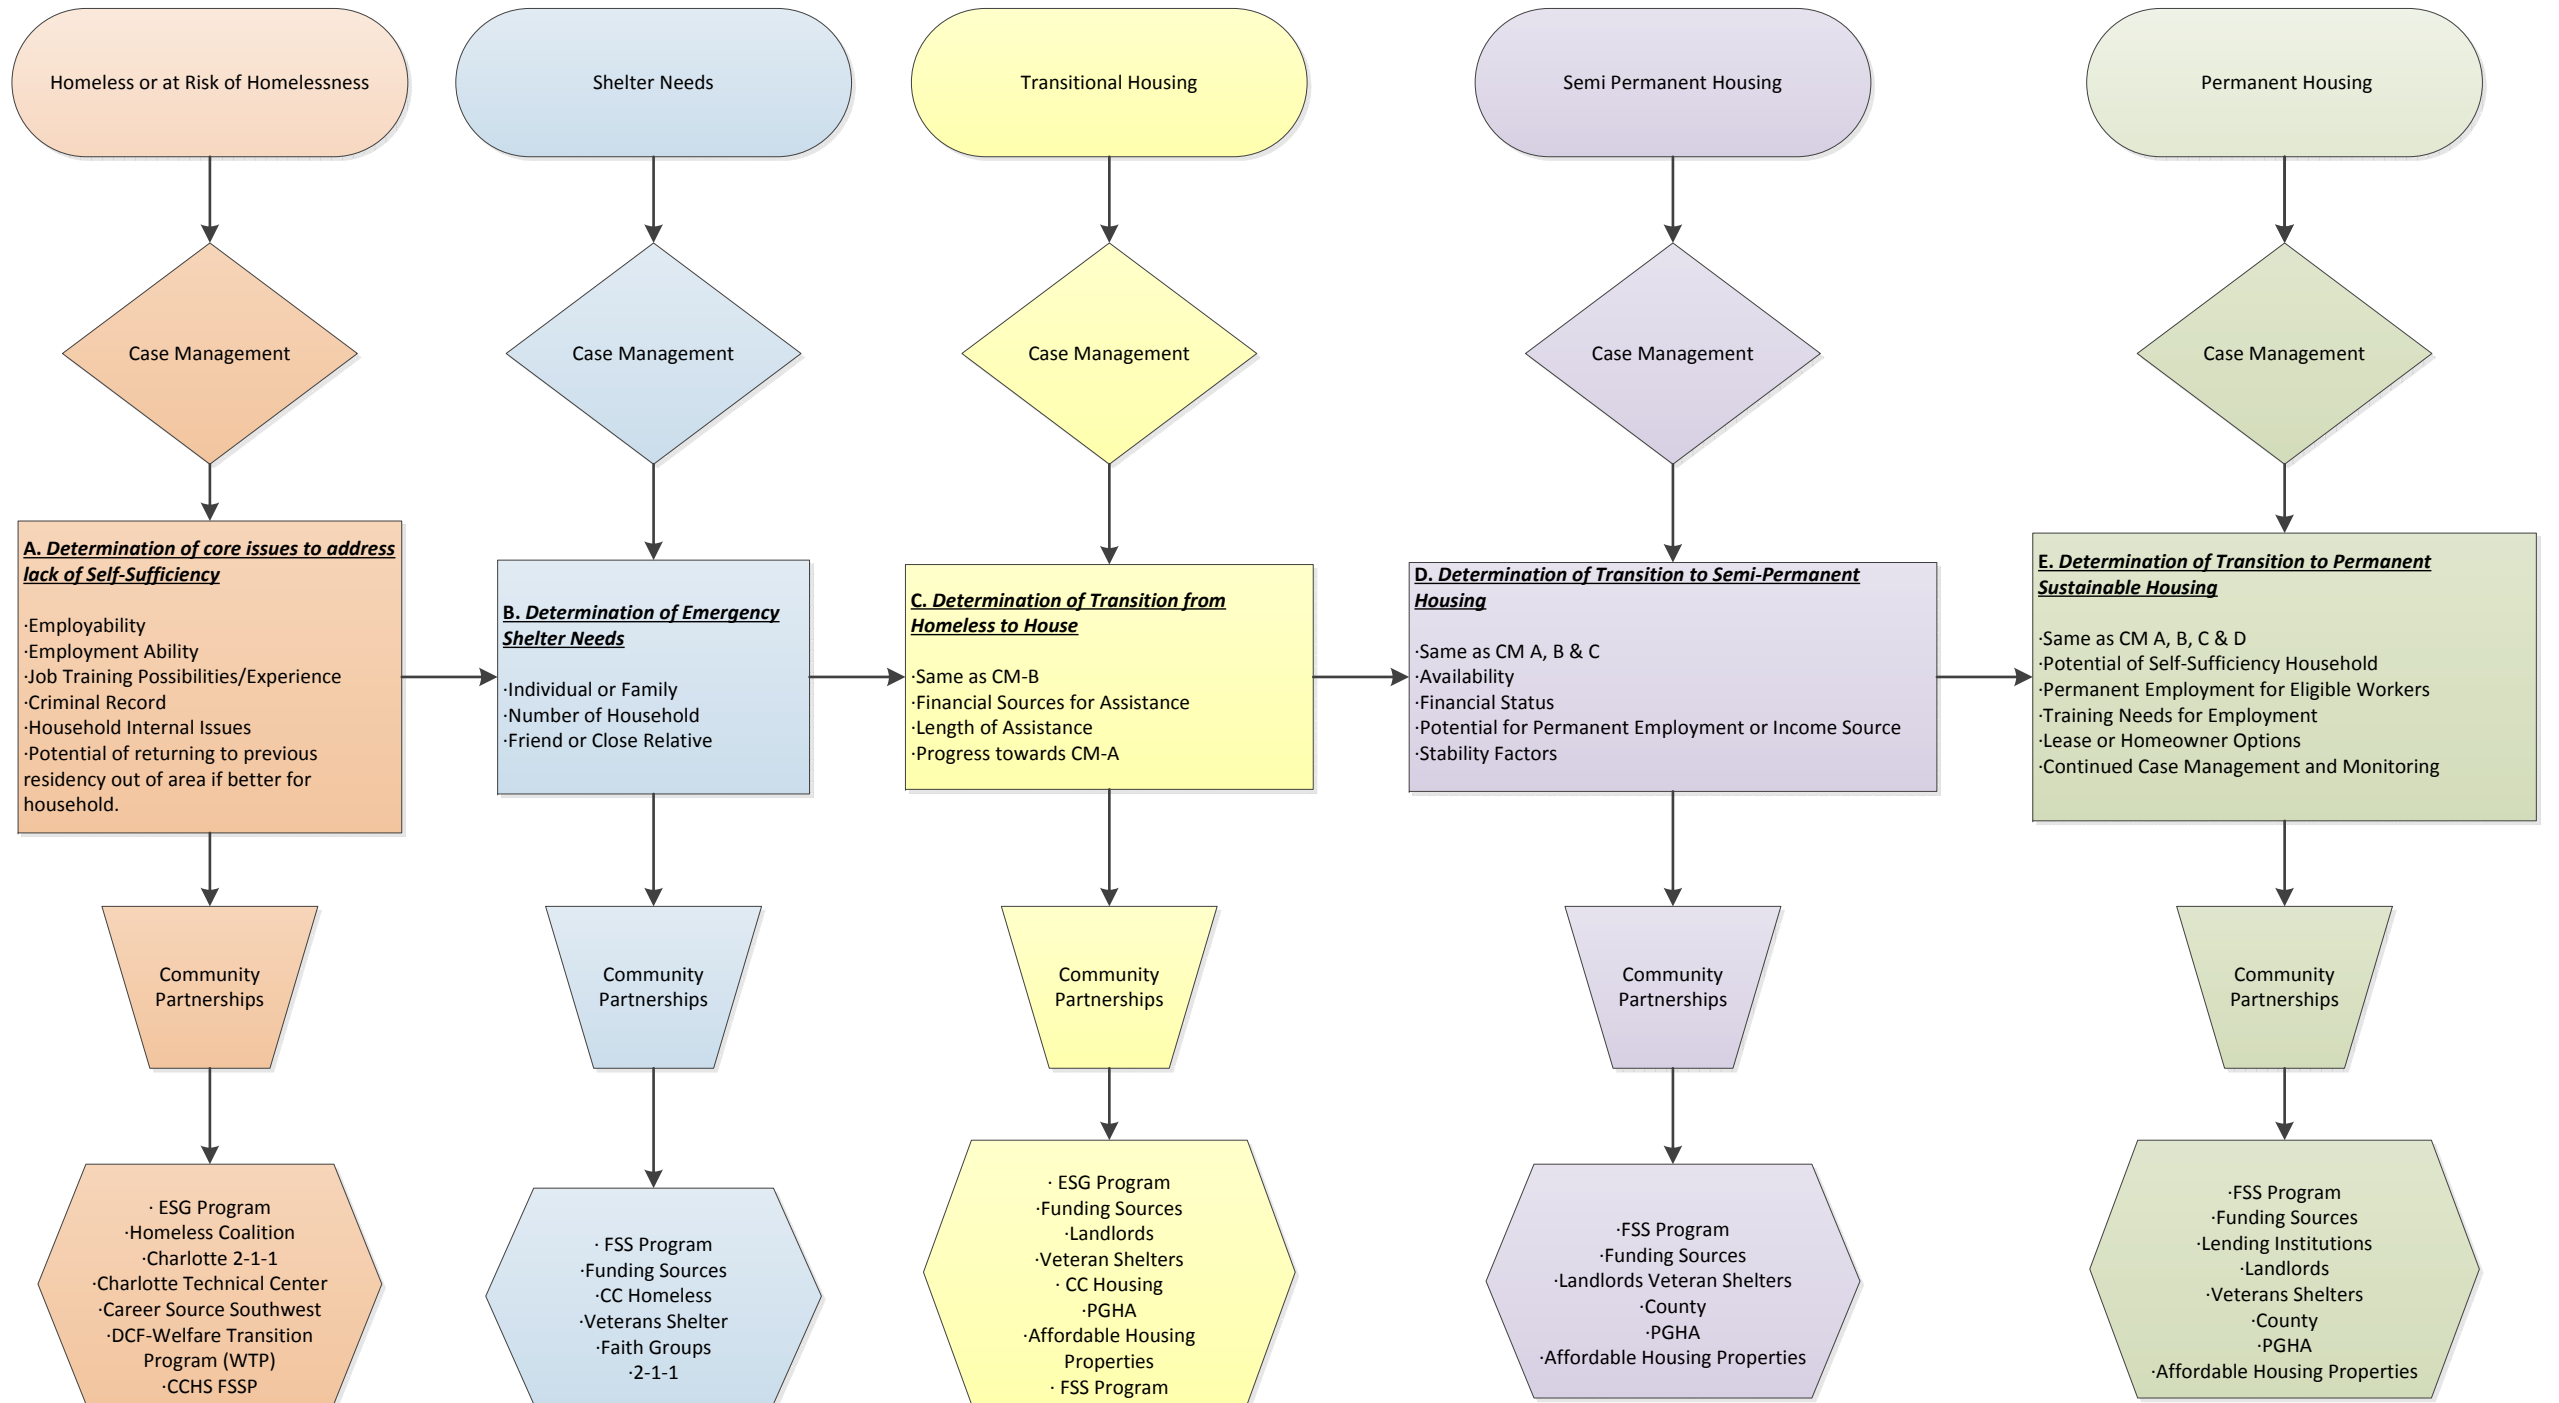 Homeless or at Risk of Homelessness
Shelter Needs
Transitional Housing
Semi Permanent Housing
Permanent Housing
Case Management
Case Management
Case Management
Case Management
Case Management
A. Determination of core issues to address
lack of Self-Sufficiency
·Employability
·Employment Ability
·Job Training Possibilities/Experience
·Criminal Record
·Household Internal Issues
·Potential of returning to previous
residency out of area if better for
household.
B. Determination of Emergency
Shelter Needs
·Individual or Family
·Number of Household
·Friend or Close Relative
C. Determination of Transition from
Homeless to House
·Same as CM-B
·Financial Sources for Assistance
·Length of Assistance
·Progress towards CM-A
D. Determination of Transition to Semi-Permanent
Housing
·Same as CM A, B & C
·Availability
·Financial Status
·Potential for Permanent Employment or Income Source
·Stability Factors
E. Determination of Transition to Permanent
Sustainable Housing
·Same as CM A, B, C & D
·Potential of Self-Sufficiency Household
·Permanent Employment for Eligible Workers
·Training Needs for Employment
·Lease or Homeowner Options
·Continued Case Management and Monitoring
Community
Partnerships
Community
Partnerships
Community
Partnerships
Community
Partnerships
Community
Partnerships
· ESG Program
·Homeless Coalition
·Charlotte 2-1-1
·Charlotte Technical Center
·Career Source Southwest
·DCF-Welfare Transition
Program (WTP)
·CCHS FSSP
· FSS Program
·Funding Sources
·CC Homeless
·Veterans Shelter
·Faith Groups
·2-1-1
· ESG Program
·Funding Sources
·Landlords
·Veteran Shelters
· CC Housing
·PGHA
·Affordable Housing
Properties
· FSS Program
·FSS Program
·Funding Sources
·Landlords Veteran Shelters
·County
·PGHA
·Affordable Housing Properties
·FSS Program
·Funding Sources
·Lending Institutions
·Landlords
·Veterans Shelters
·County
·PGHA
·Affordable Housing Properties